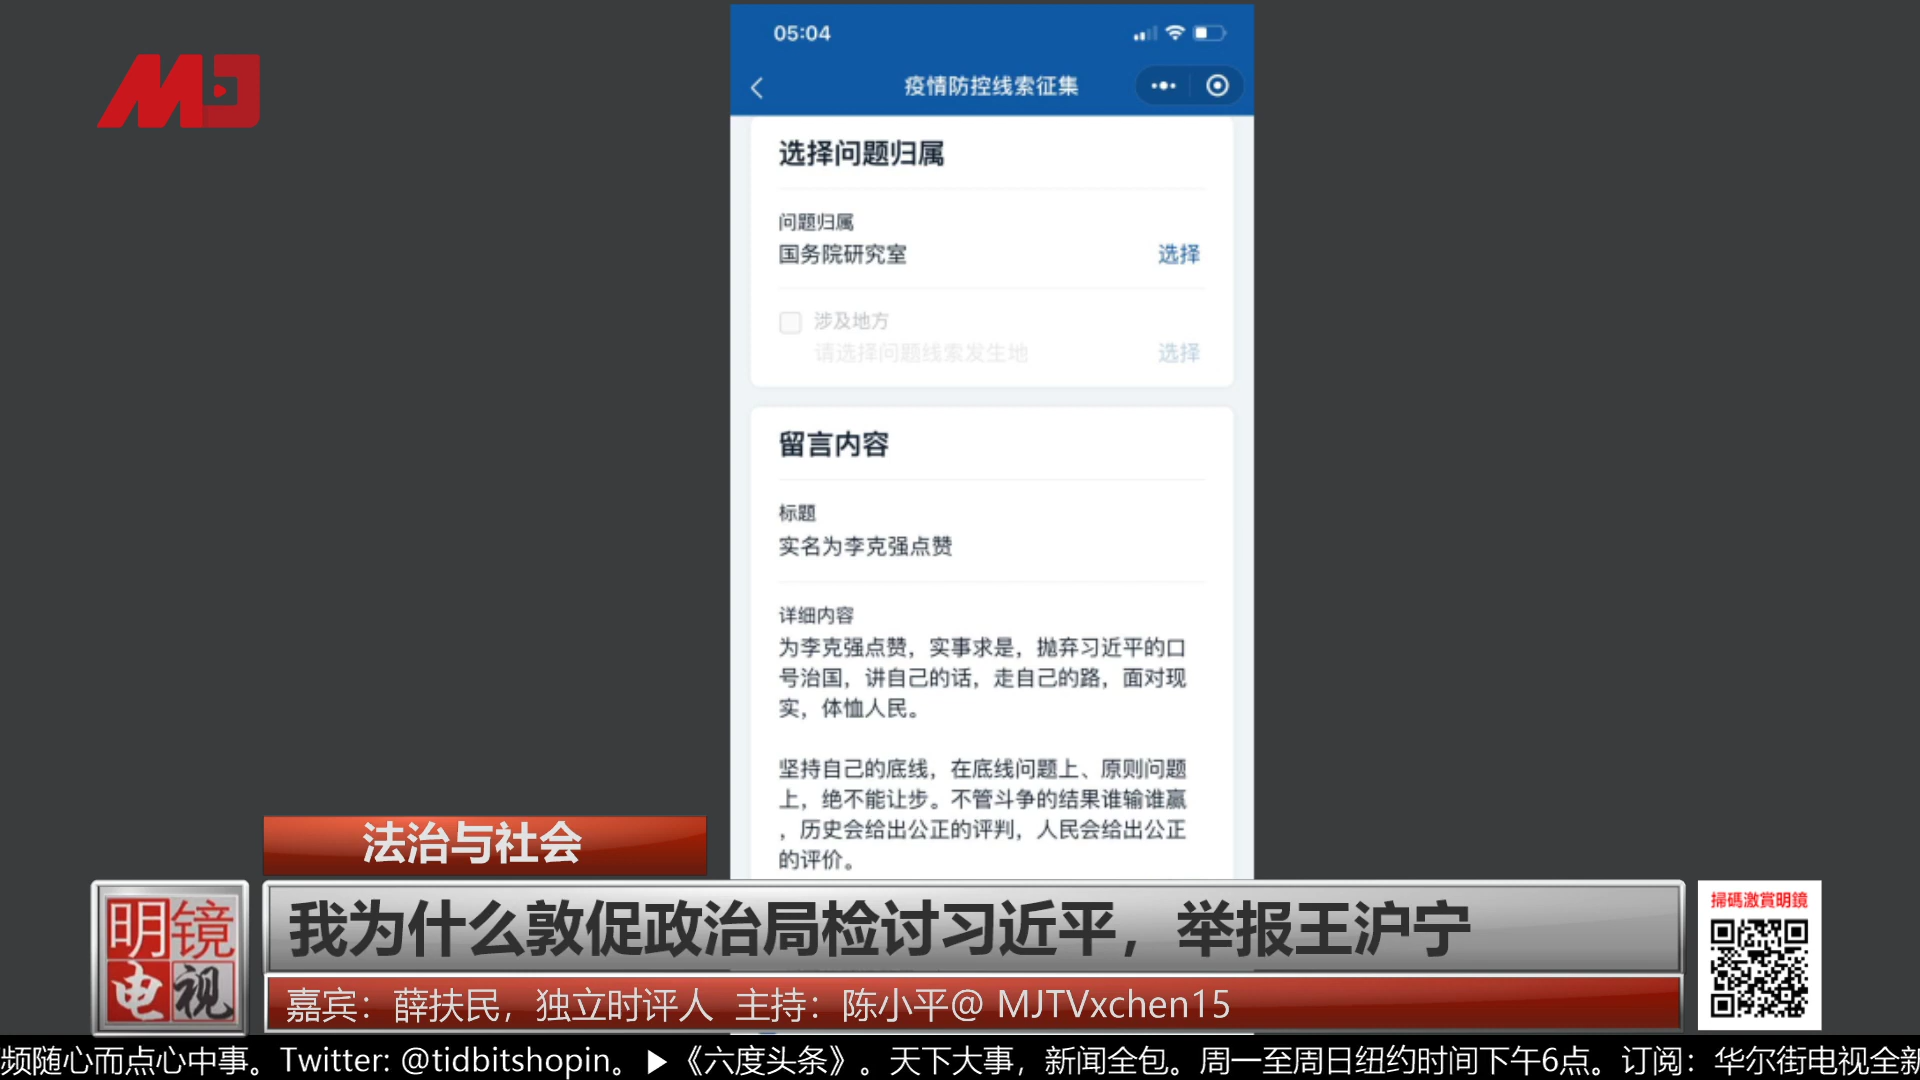 MJ
05:04
疫情防控线索征集
选择问题归属
问题归属
国务院研究室
选择
涉及地方
请选择问题线索发生地
选择
留言内容
标题
实名为李克强点赞
详细内容
为李克强点赞，实事求是，抛弃习近平的口
号治国，讲自己的话，走自己的路，面对现
实，体恤人民。
坚持自己的底线，在底线问题上、原则问题
上，绝不能让步。不管斗争的结果谁输谁赢
，历史会给出公正的评判，人民会给出公正
的评价。
法治与社会
明镜
电视
我为什么敦促政治局检讨习近平，举报王沪宁
嘉宾：薛扶民，独立时评人 主持：陈小平@ MJTVxchen15
掃碼激賞明鏡
频随心而点心中事。Twitter: @tidbitshopin。▶《六度头条》。天下大事，新闻全包。周一至周日纽约时间下午6点。订阅：华尔街电视全新